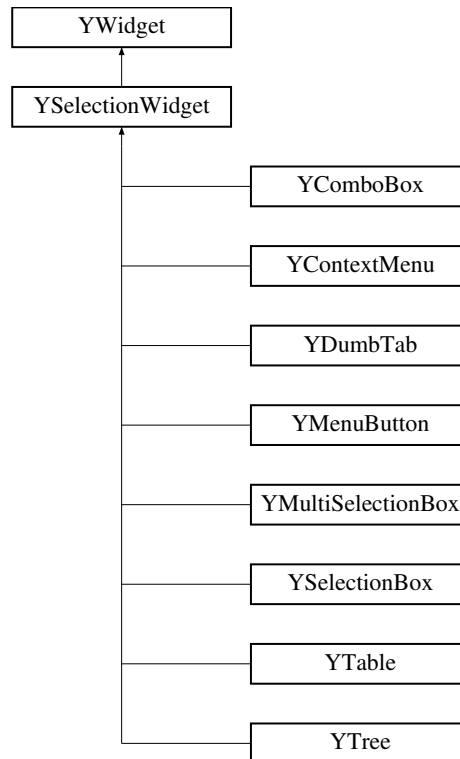 YWidget
YSelectionWidget
YComboBox
YContextMenu
YDumbTab
YMenuButton
YMultiSelectionBox
YSelectionBox
YTable
YTree